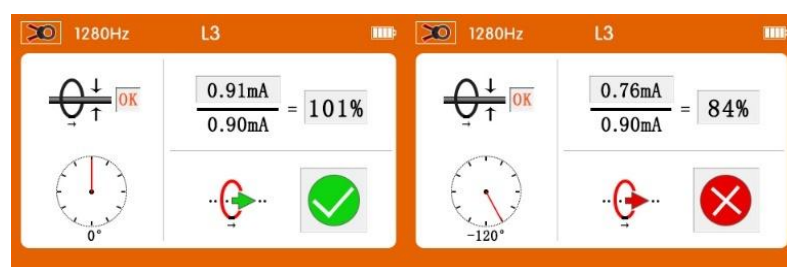 1280Hz L3
OK
0.91mA
0.90mA
= 101%
0°
1280Hz L3
OK
0.76mA
0.90mA
= 84%
-120°